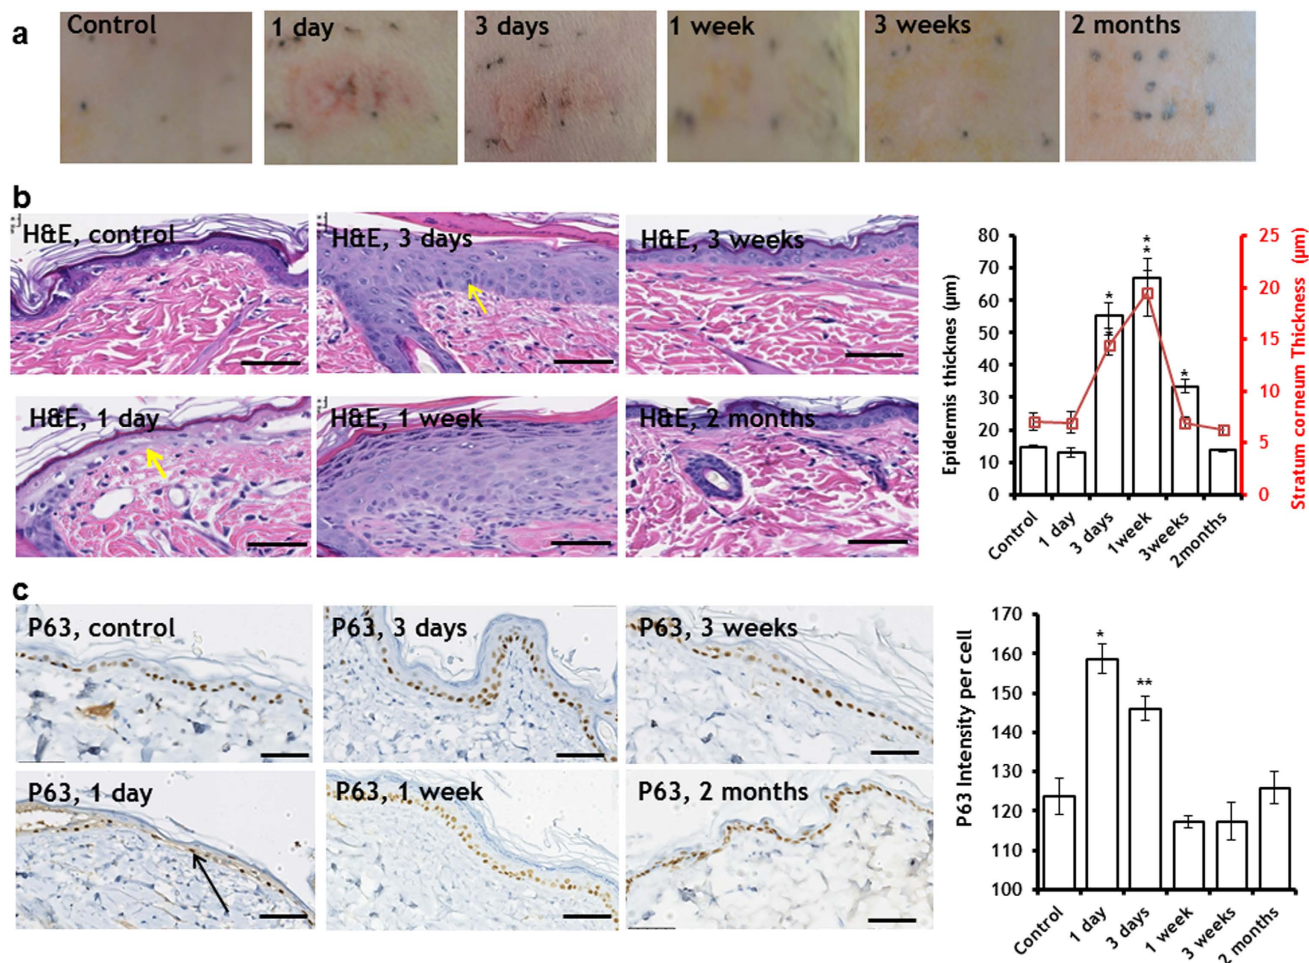 a
Control
1 day
3 days
1 week
3 weeks
2 months
b
H&E, control
H&E, 3 days
H&E, 3 weeks
H&E, 1 day
H&E, 1 week
H&E, 2 months
Epidermis thicknes (μm)
80
70
60
50
40
30
20
10
0
*
*
*
*
*
*
25
20
15
10
5
0
Stratum corneum Thickness (μm)
Control
1 day
3 days
1week
3weeks
2months
c
P63, control
P63, 3 days
P63, 3 weeks
P63, 1 day
P63, 1 week
P63, 2 months
P63 Intensity per cell
170
160
150
140
130
120
110
100
*
**
Control
1 day
3 days
1 week
3 weeks
2 months